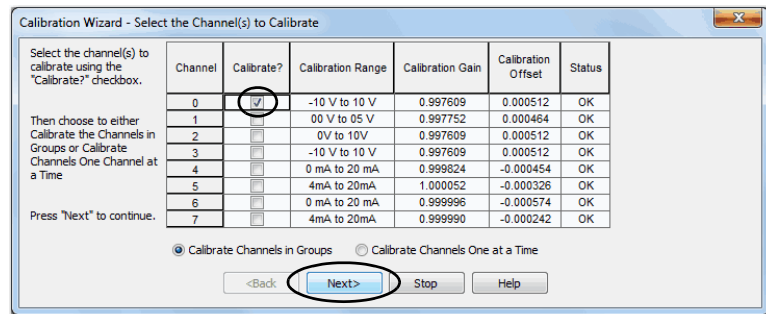 Calibration Wizard - Select the Channel(s) to Calibrate
Select the channel(s) to
calibrate using the
"Calibrate?" checkbox.
Then choose to either
Calibrate the Channels in
Groups or Calibrate
Channels One Channel at
a Time
Press "Next" to continue.
Channel Calibrate? Calibration Range Calibration Gain Calibration Offset Status
0 -10 V to 10 V 0.997609 0.000512 OK
1 00 V to 05 V 0.997752 0.000464 OK
2 0V to 10V 0.997609 0.000512 OK
3 -10 V to 10 V 0.997609 0.000512 OK
4 0 mA to 20 mA 0.999824 -0.000454 OK
5 4mA to 20mA 1.000052 -0.000326 OK
6 0 mA to 20 mA 0.999996 -0.000574 OK
7 4mA to 20mA 0.999990 -0.000242 OK
Calibrate Channels in Groups Calibrate Channels One at a Time
<Back Next> Stop Help